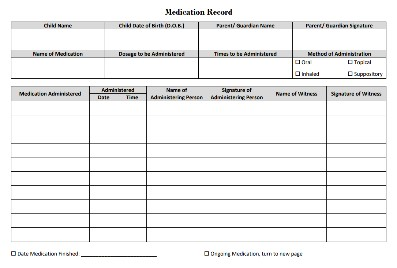 Medication Record
Child Name Child Date of Birth (D.O.B.) Parent/ Guardian Name Parent/ Guardian Signature
Name of Medication Dosage to be Administered Times to be Administered Method of Administration
☐ Oral ☐ Topical
☐ Inhaled ☐ Suppository
Medication Administered Administered Name of Signature of Name of Witness Signature of Witness
Date Time Administering Person Administering Person
☐ Date Medication Finished: ____________________ ☐ Ongoing Medication, turn to new page